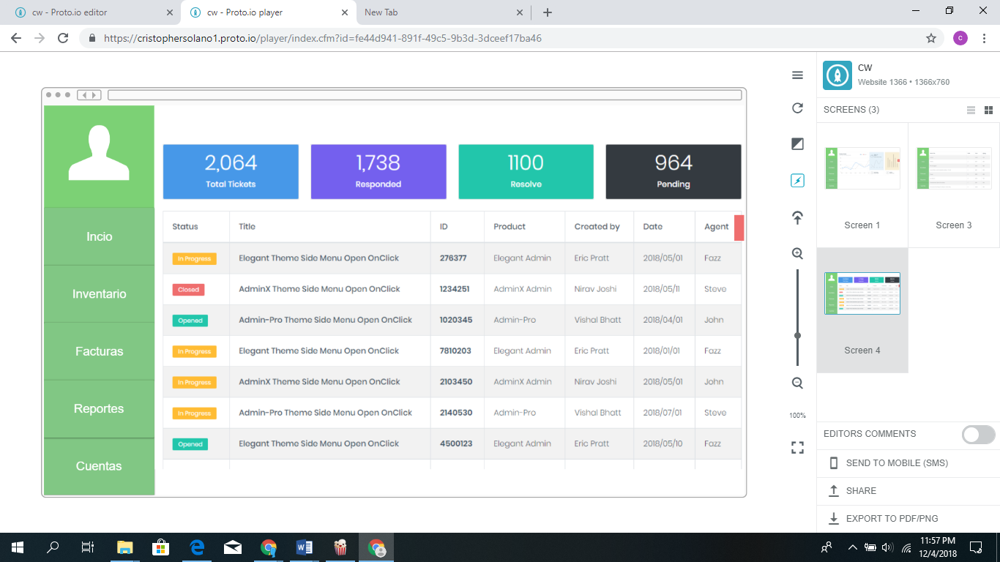 cw - Proto.io editor
cw - Proto.io player
New Tab
https://cristophersolano1.proto.io/player/index.cfm?id=fe44d941-891f-49c5-9b3d-3dceef17ba46
c
CW
Website 1366 • 1366x760
SCREENS (3)
2,064 1,738 1100 964
Total Tickets Responded Resolve Pending
Status Title ID Product Created by Date Agent
In Progress Elegant Theme Side Menu Open OnClick 276377 Elegant Admin Eric Pratt 2018/05/01 Fazz
Closed AdminX Theme Side Menu Open OnClick 1234251 AdminX Admin Nirav Joshi 2018/05/11 Steve
Opened Admin-Pro Theme Side Menu Open OnClick 1020345 Admin-Pro Vishal Bhatt 2018/04/01 John
In Progress Elegant Theme Side Menu Open OnClick 7810203 Elegant Admin Eric Pratt 2018/01/01 Fazz
In Progress AdminX Theme Side Menu Open OnClick 2103450 AdminX Admin Nirav Joshi 2018/05/01 John
In Progress Admin-Pro Theme Side Menu Open OnClick 2140530 Admin-Pro Vishal Bhatt 2018/07/01 Steve
Opened Elegant Theme Side Menu Open OnClick 4500123 Elegant Admin Eric Pratt 2018/05/10 Fazz
Incio
Inventario
Facturas
Reportes
Cuentas
100%
Screen 1 Screen 3
Screen 4
EDITORS COMMENTS
SEND TO MOBILE (SMS)
SHARE
EXPORT TO PDF/PNG
11:57 PM
12/4/2018